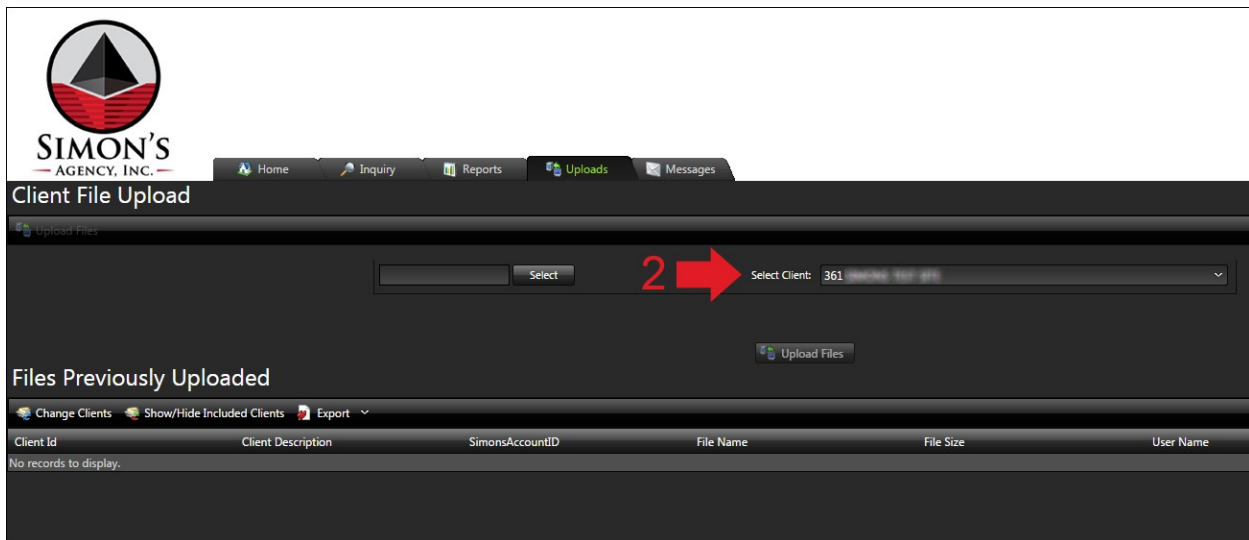 SIMON'S
AGENCY, INC.
Home Inquiry Reports Uploads Messages
Client File Upload
Upload Files
Select 2 Select Client: 361
Upload Files
Files Previously Uploaded
Change Clients Show/Hide Included Clients Export
Client Id Client Description SimonsAccountID File Name File Size User Name
No records to display.